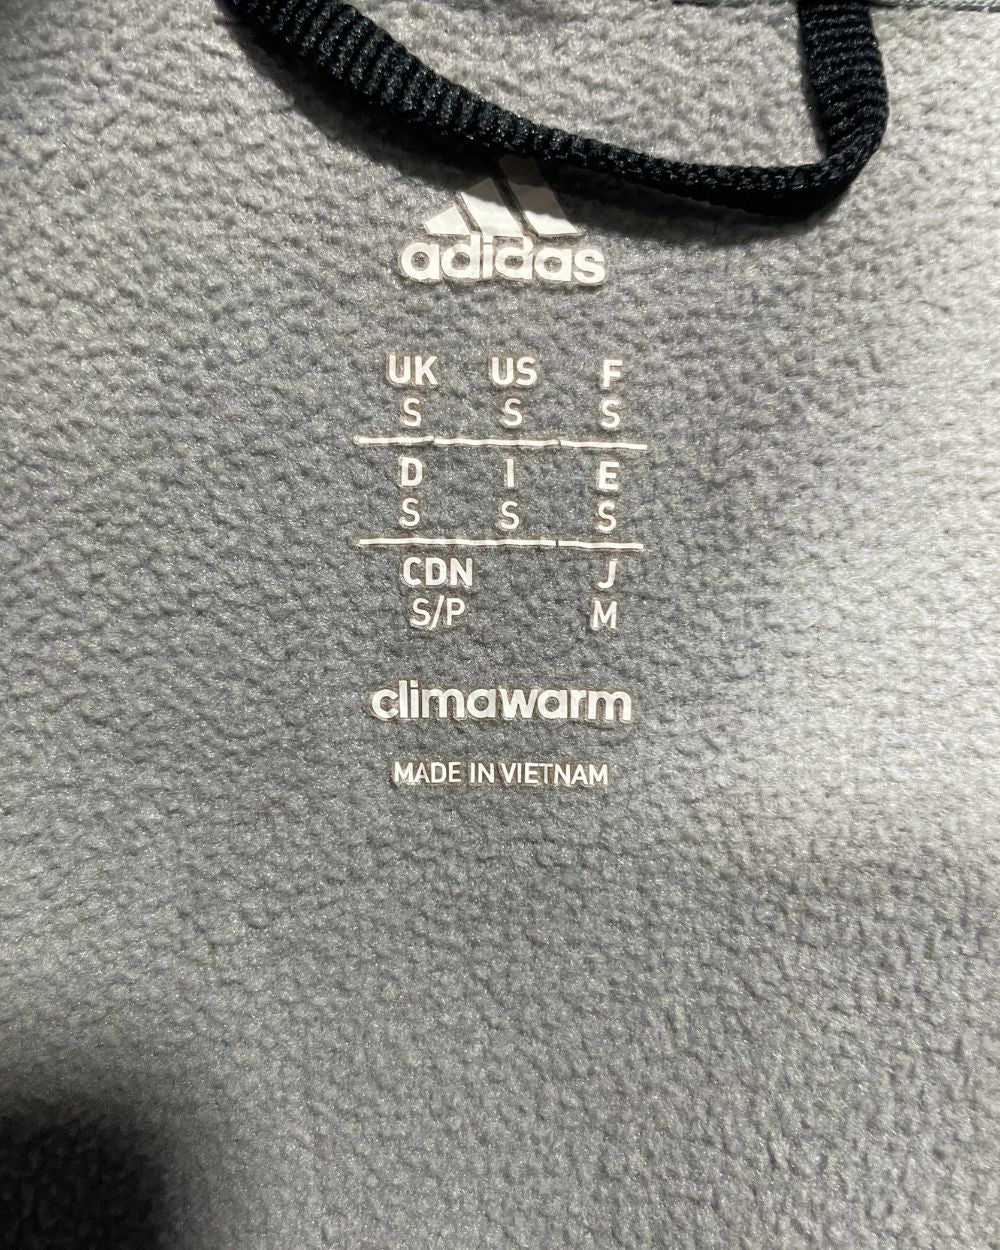 adidas
UK US F
S S S
D I E
S S S
CDN J
S/P M
climawarm
MADE IN VIETNAM